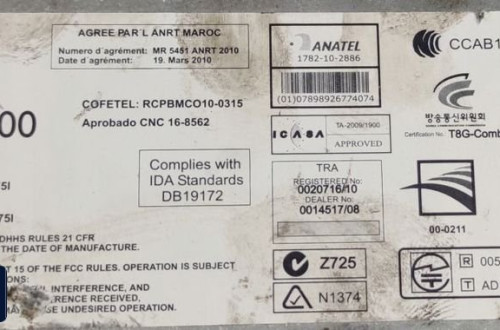 AGREE PAR L'ANRT MAROC
Numero d'agrément: MR 5451 ANRT 2010
Date d'agrément: 19. Mars 2010
COFETEL: RCPBMCO10-0315
Aprobado CNC 16-8562
00
Complies with
IDA Standards
DB19172
5I
75I
DHHS RULES 21 CFR
THE DATE OF MANUFACTURE.
T 15 OF THE FCC RULES. OPERATION IS SUBJECT
IONS:
INTERFERENCE, AND
ERENCE RECEIVED,
MAY CAUSE UNDESIRED OPERATION.
ANATEL
1782-10-2886
(01)07898926774074
ICASA
TA-2009/1900
APPROVED
TRA
REGISTERED No:
0020716/10
DEALER No:
0014517/08
Z725
N1374
CCAB1
방송통신위원회
Certification No.: T8G-Comb
00-0211
R 005
T AD